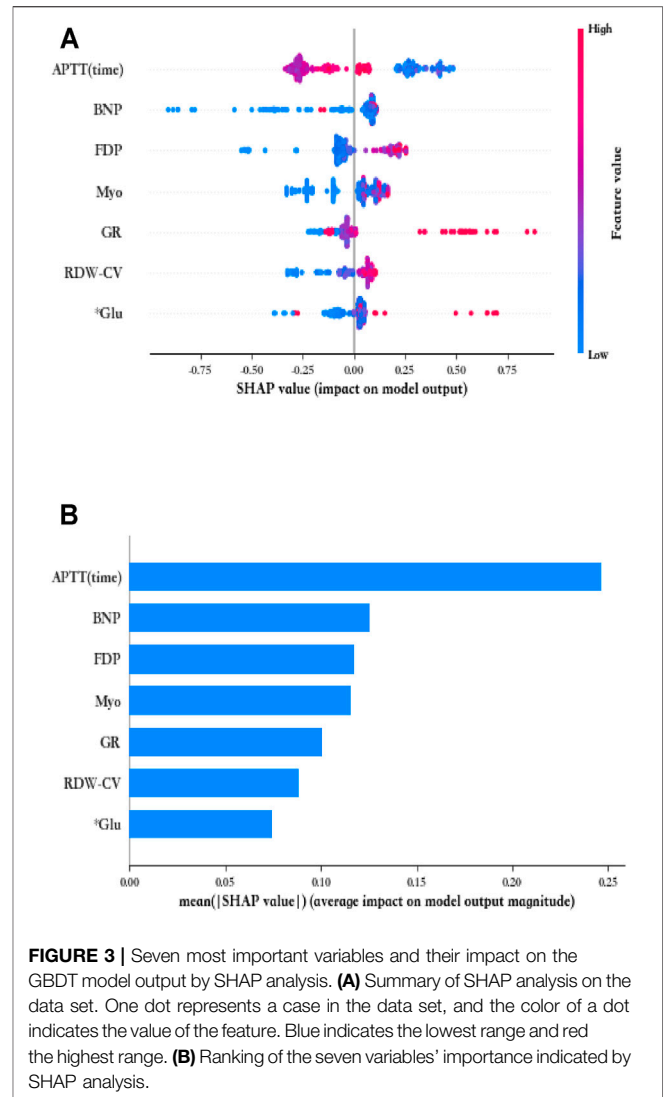 A
High
APTT(time)
BNP
FDP
Myo
GR
RDW-CV
*Glu
Feature value
Low
-0.75 -0.50 -0.25 0.00 0.25 0.50 0.75
SHAP value (impact on model output)
B
APTT(time)
BNP
FDP
Myo
GR
RDW-CV
*Glu
0.00 0.05 0.10 0.15 0.20 0.25
mean(|SHAP value|) (average impact on model output magnitude)
FIGURE 3 | Seven most important variables and their impact on the
GBDT model output by SHAP analysis. (A) Summary of SHAP analysis on the
data set. One dot represents a case in the data set, and the color of a dot
indicates the value of the feature. Blue indicates the lowest range and red
the highest range. (B) Ranking of the seven variables' importance indicated by
SHAP analysis.